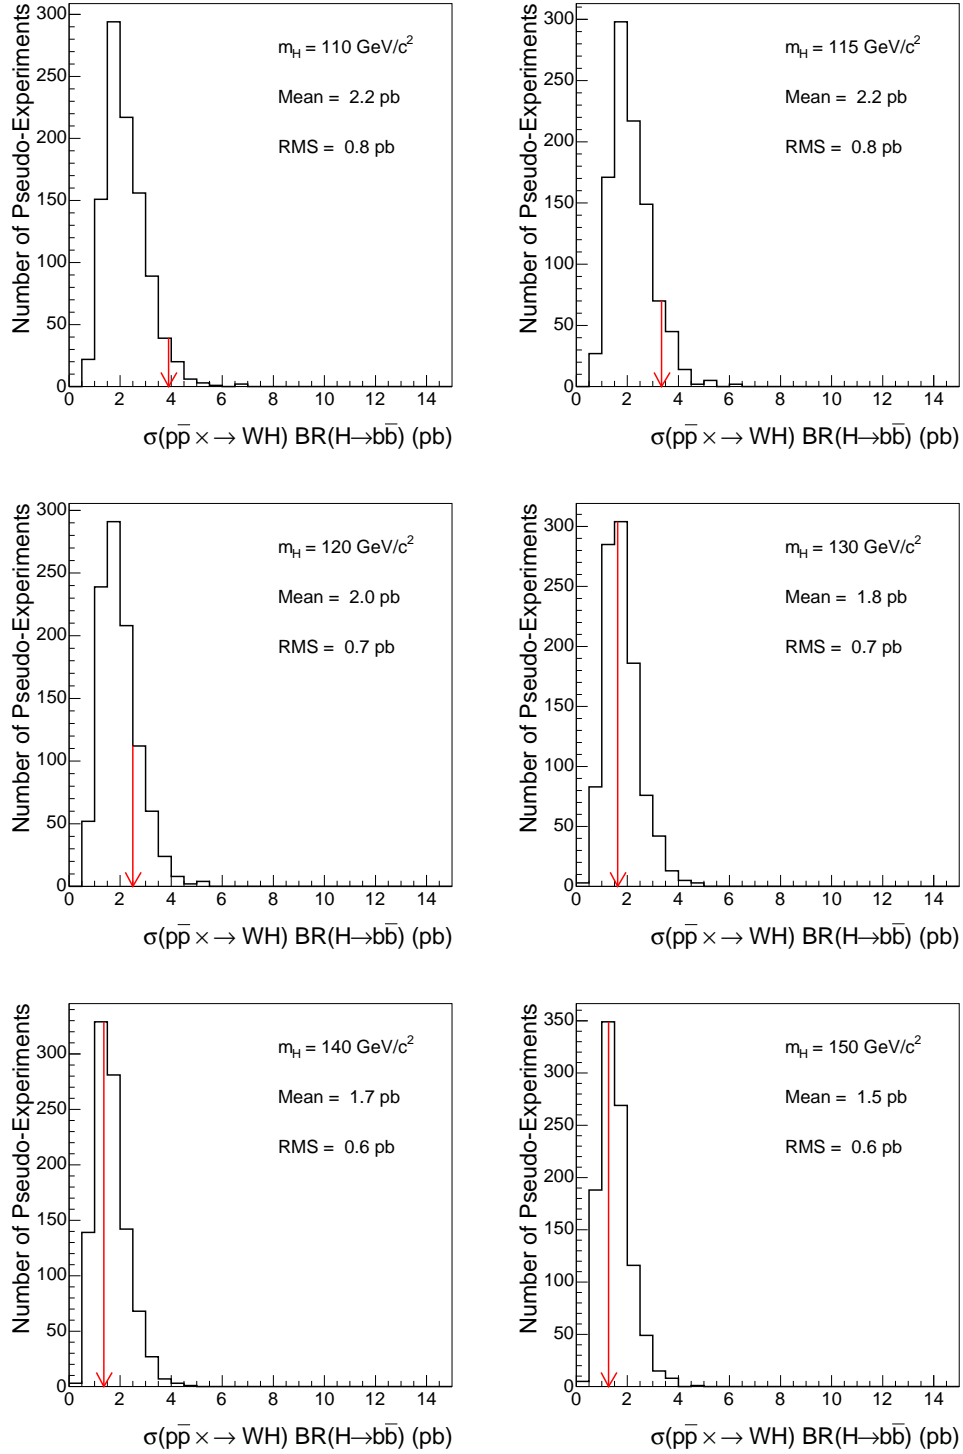 Number of Pseudo-Experiments
300
250
200
150
100
50
0
m_H = 110 GeV/c²
Mean = 2.2 pb
RMS = 0.8 pb
0 2 4 6 8 10 12 14
σ(pp̅ × → WH) BR(H→bb̅) (pb)
Number of Pseudo-Experiments
300
250
200
150
100
50
0
m_H = 115 GeV/c²
Mean = 2.2 pb
RMS = 0.8 pb
0 2 4 6 8 10 12 14
σ(pp̅ × → WH) BR(H→bb̅) (pb)
Number of Pseudo-Experiments
300
250
200
150
100
50
0
m_H = 120 GeV/c²
Mean = 2.0 pb
RMS = 0.7 pb
0 2 4 6 8 10 12 14
σ(pp̅ × → WH) BR(H→bb̅) (pb)
Number of Pseudo-Experiments
300
250
200
150
100
50
0
m_H = 130 GeV/c²
Mean = 1.8 pb
RMS = 0.7 pb
0 2 4 6 8 10 12 14
σ(pp̅ × → WH) BR(H→bb̅) (pb)
Number of Pseudo-Experiments
300
250
200
150
100
50
0
m_H = 140 GeV/c²
Mean = 1.7 pb
RMS = 0.6 pb
0 2 4 6 8 10 12 14
σ(pp̅ × → WH) BR(H→bb̅) (pb)
Number of Pseudo-Experiments
350
300
250
200
150
100
50
0
m_H = 150 GeV/c²
Mean = 1.5 pb
RMS = 0.6 pb
0 2 4 6 8 10 12 14
σ(pp̅ × → WH) BR(H→bb̅) (pb)